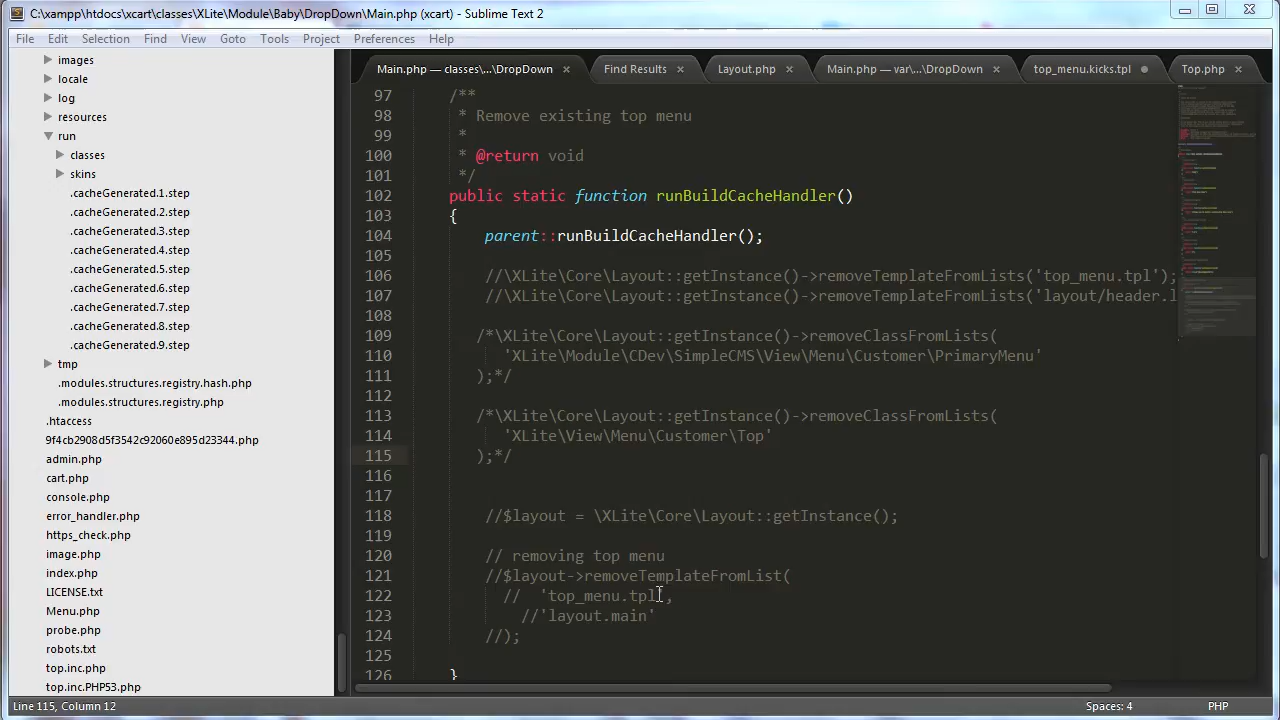 C:\xampp\htdocs\xcart\classes\XLite\Module\Baby\DropDown\Main.php (xcart) - Sublime Text 2
File Edit Selection Find View Goto Tools Project Preferences Help
images
locale
log
resources
run
classes
skins
.cacheGenerated.1.step
.cacheGenerated.2.step
.cacheGenerated.3.step
.cacheGenerated.4.step
.cacheGenerated.5.step
.cacheGenerated.6.step
.cacheGenerated.7.step
.cacheGenerated.8.step
.cacheGenerated.9.step
tmp
.modules.structures.registry.hash.php
.modules.structures.registry.php
.htaccess
9f4cb2908d5f3542c92060e895d23344.php
admin.php
cart.php
console.php
error_handler.php
https_check.php
image.php
index.php
LICENSE.txt
Menu.php
probe.php
robots.txt
top.inc.php
top.inc.PHP53.php
Main.php — classes\...\DropDown Find Results Layout.php Main.php — var\...\DropDown top_menu.kicks.tpl Top.php
97 /**
98 * Remove existing top menu
99 *
100 * @return void
101 */
102 public static function runBuildCacheHandler()
103 {
104 parent::runBuildCacheHandler();
105
106 //\XLite\Core\Layout::getInstance()->removeTemplateFromLists('top_menu.tpl');
107 //\XLite\Core\Layout::getInstance()->removeTemplateFromLists('layout/header.l
108
109 /*\XLite\Core\Layout::getInstance()->removeClassFromLists(
110 'XLite\Module\CDev\SimpleCMS\View\Menu\Customer\PrimaryMenu'
111 );*/
112
113 /*\XLite\Core\Layout::getInstance()->removeClassFromLists(
114 'XLite\View\Menu\Customer\Top'
115 );*/
116
117
118 //$layout = \XLite\Core\Layout::getInstance();
119
120 // removing top menu
121 //$layout->removeTemplateFromList(
122 // 'top_menu.tpl',
123 //'layout.main'
124 //);
125
126 }
Line 115, Column 12 Spaces: 4 PHP